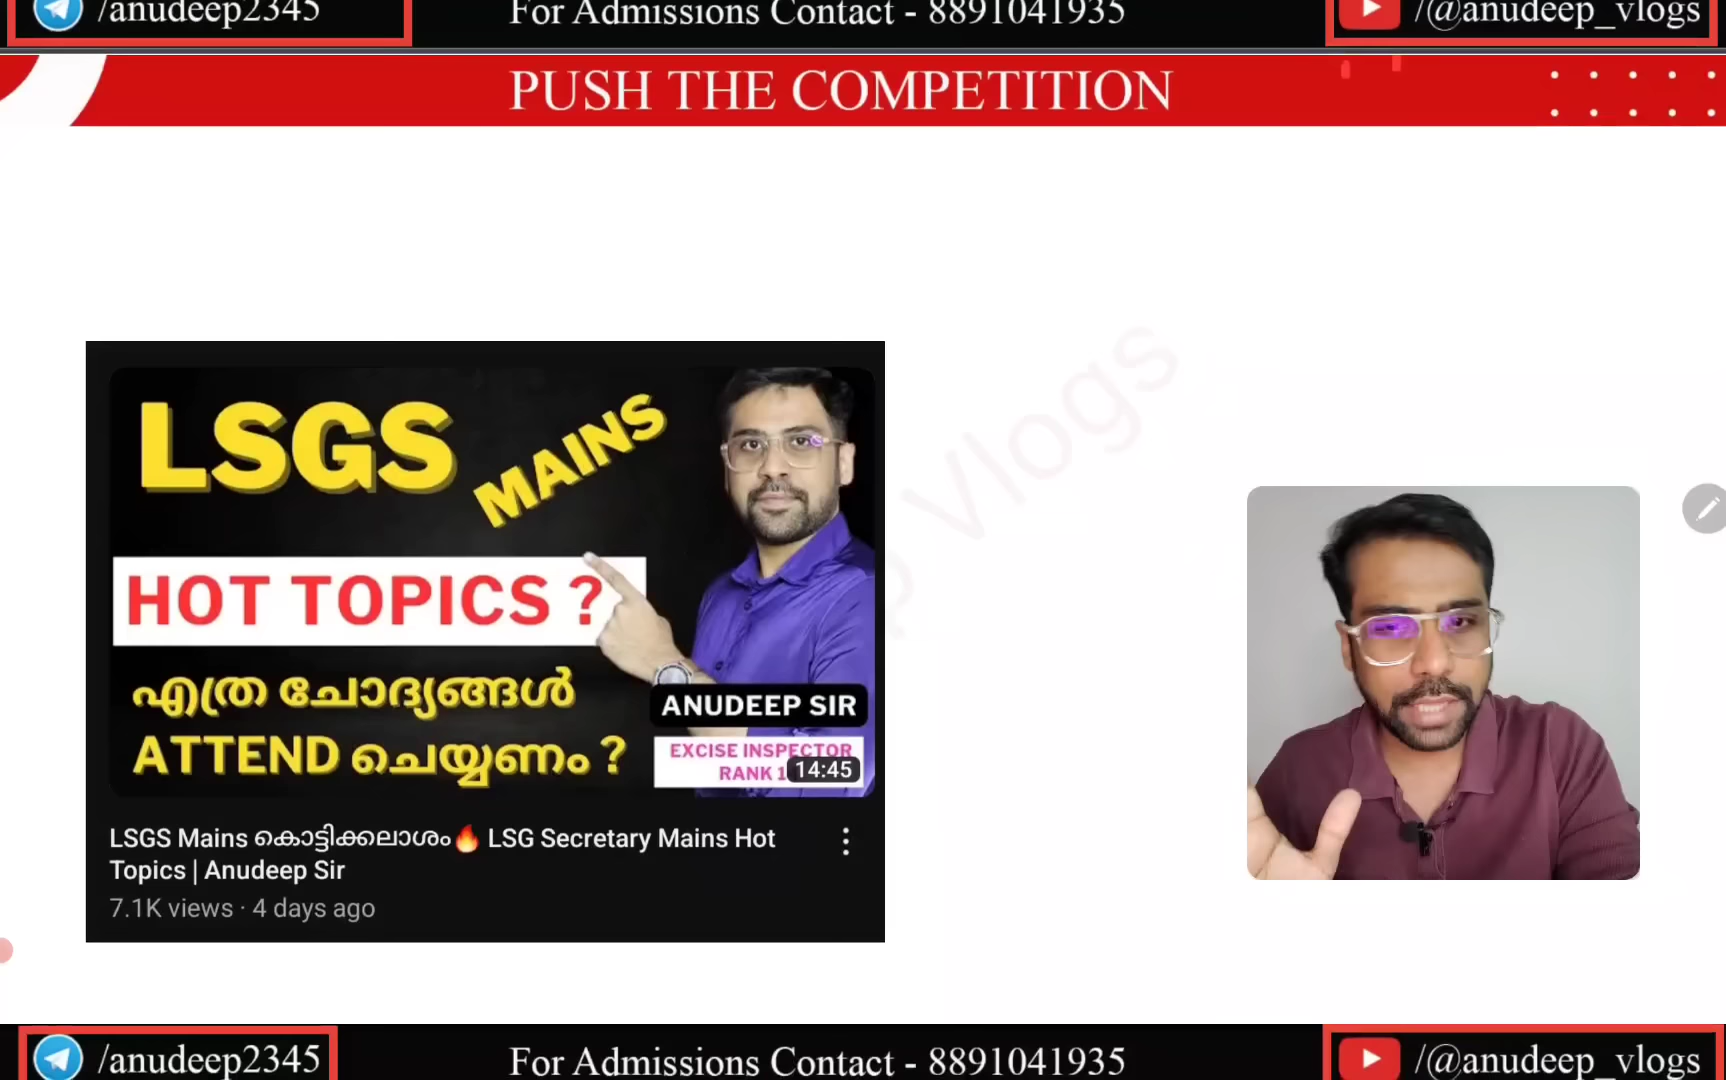 /anudeep2345
For Admissions Contact - 8891041935
/@anudeep_vlogs
PUSH THE COMPETITION
LSGS
MAINS
HOT TOPICS ?
എത്ര ചോദ്യങ്ങൾ
ATTEND ചെയ്യണം ?
ANUDEEP SIR
EXCISE INSPECTOR
RANK 1
14:45
LSGS Mains കൊട്ടിക്കലാശം🔥 LSG Secretary Mains Hot
Topics | Anudeep Sir
7.1K views · 4 days ago
Vlogs
/anudeep2345
For Admissions Contact - 8891041935
/@anudeep_vlogs